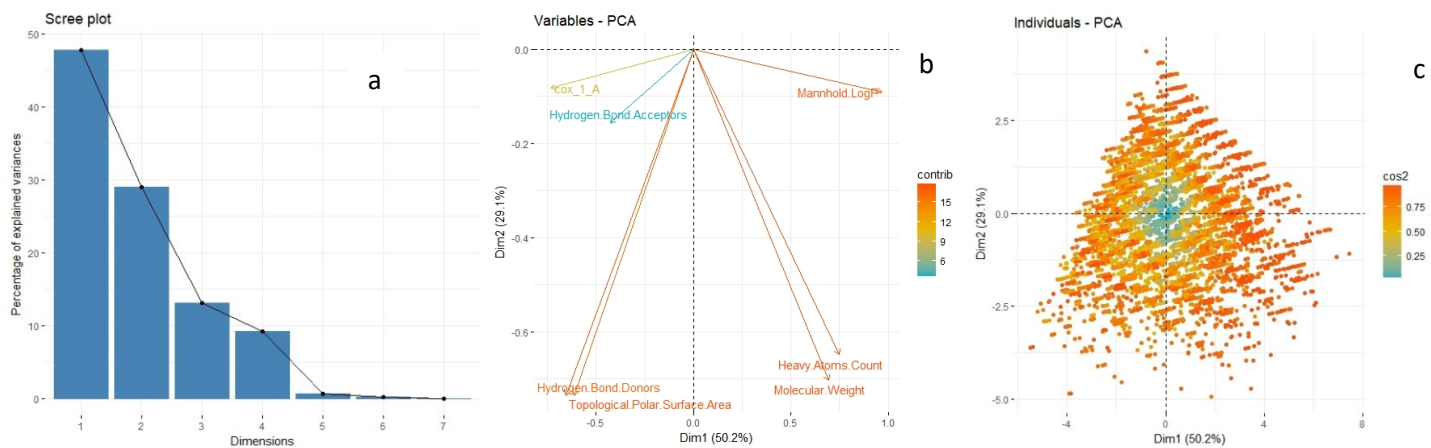 Scree plot
a
Percentage of explained variances
50
40
30
20
10
0
1 2 3 4 5 6 7
Dimensions
Variables - PCA
b
0.0
-0.2
-0.4
-0.6
Dim2 (29.1%)
cox_1_A
Hydrogen.Bond.Acceptors
Mannhold.LogP
Heavy.Atoms.Count
Molecular.Weight
Hydrogen.Bond.Donors
Topological.Polar.Surface.Area
-0.5 0.0 0.5 1.0
Dim1 (50.2%)
contrib
15
12
9
6
Individuals - PCA
c
2.5
0.0
-2.5
-5.0
Dim2 (29.1%)
-4 0 4 8
Dim1 (50.2%)
cos2
0.75
0.50
0.25